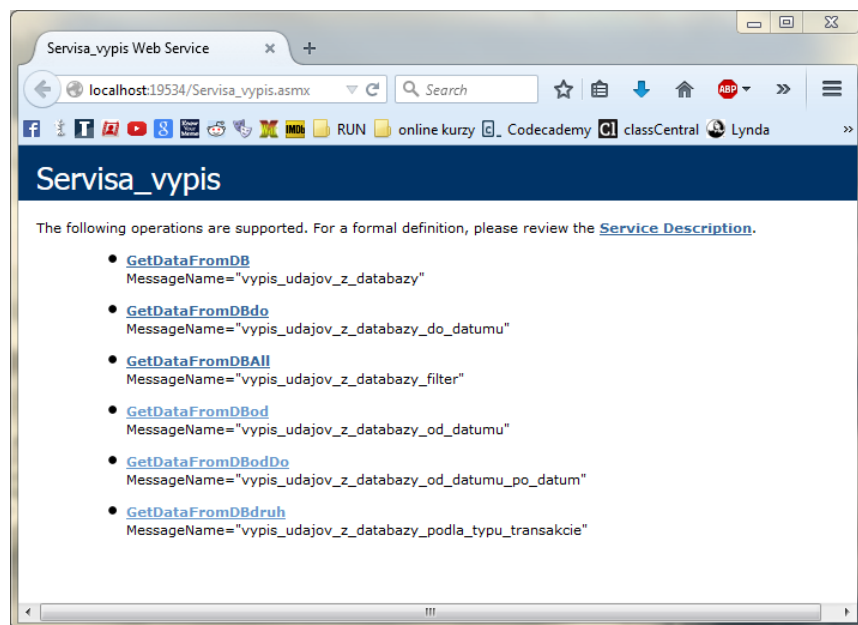 Servisa_vypis Web Service
localhost:19534/Servisa_vypis.asmx
Search
ABP
RUN
online kurzy
Codecademy
classCentral
Lynda
Servisa_vypis
The following operations are supported. For a formal definition, please review the Service Description.
GetDataFromDB
MessageName="vypis_udajov_z_databazy"
GetDataFromDBdo
MessageName="vypis_udajov_z_databazy_do_datumu"
GetDataFromDBAll
MessageName="vypis_udajov_z_databazy_filter"
GetDataFromDBod
MessageName="vypis_udajov_z_databazy_od_datumu"
GetDataFromDBodDo
MessageName="vypis_udajov_z_databazy_od_datumu_po_datum"
GetDataFromDBdruh
MessageName="vypis_udajov_z_databazy_podla_typu_transakcie"